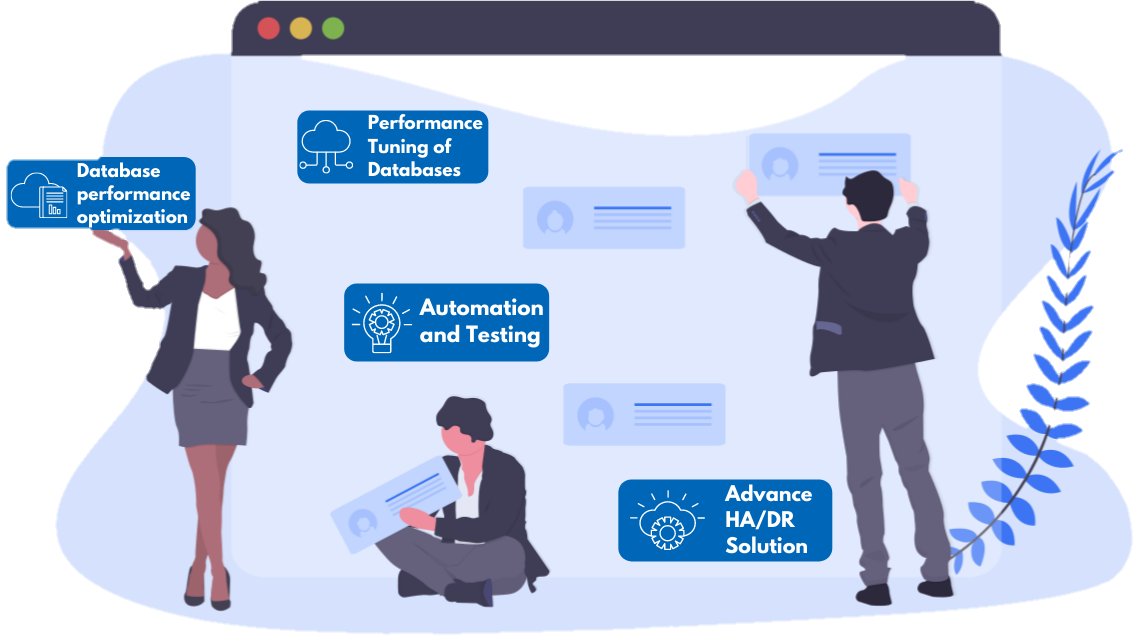 Performance
Tuning of
Databases
Database
performance
optimization
Automation
and Testing
Advance
HA/DR
Solution